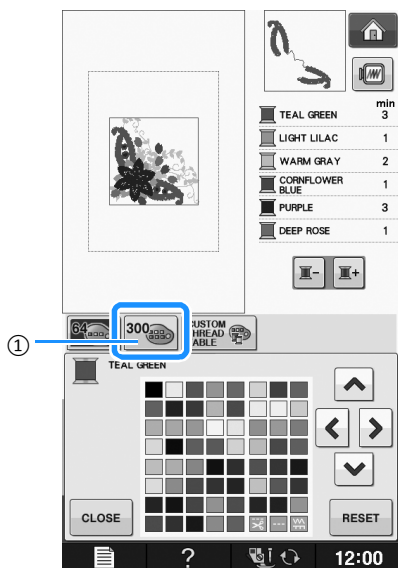 min
TEAL GREEN 3
LIGHT LILAC 1
WARM GRAY 2
CORNFLOWER
BLUE 1
PURPLE 3
DEEP ROSE 1
- +
64 300 CUSTOM
THREAD
TABLE
①
TEAL GREEN
CLOSE RESET
? 12:00